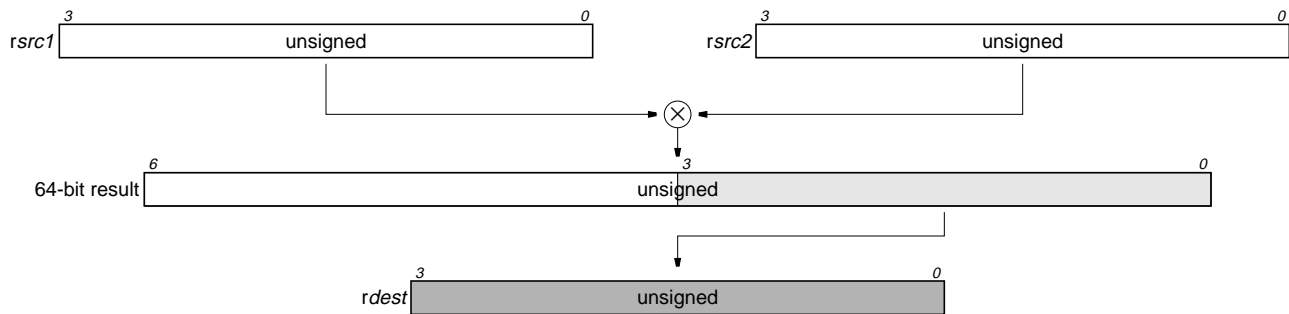 3 0 3 0
rsrc1 unsigned rsrc2 unsigned
6 3 0
64-bit result unsigned
3 0
rdest unsigned